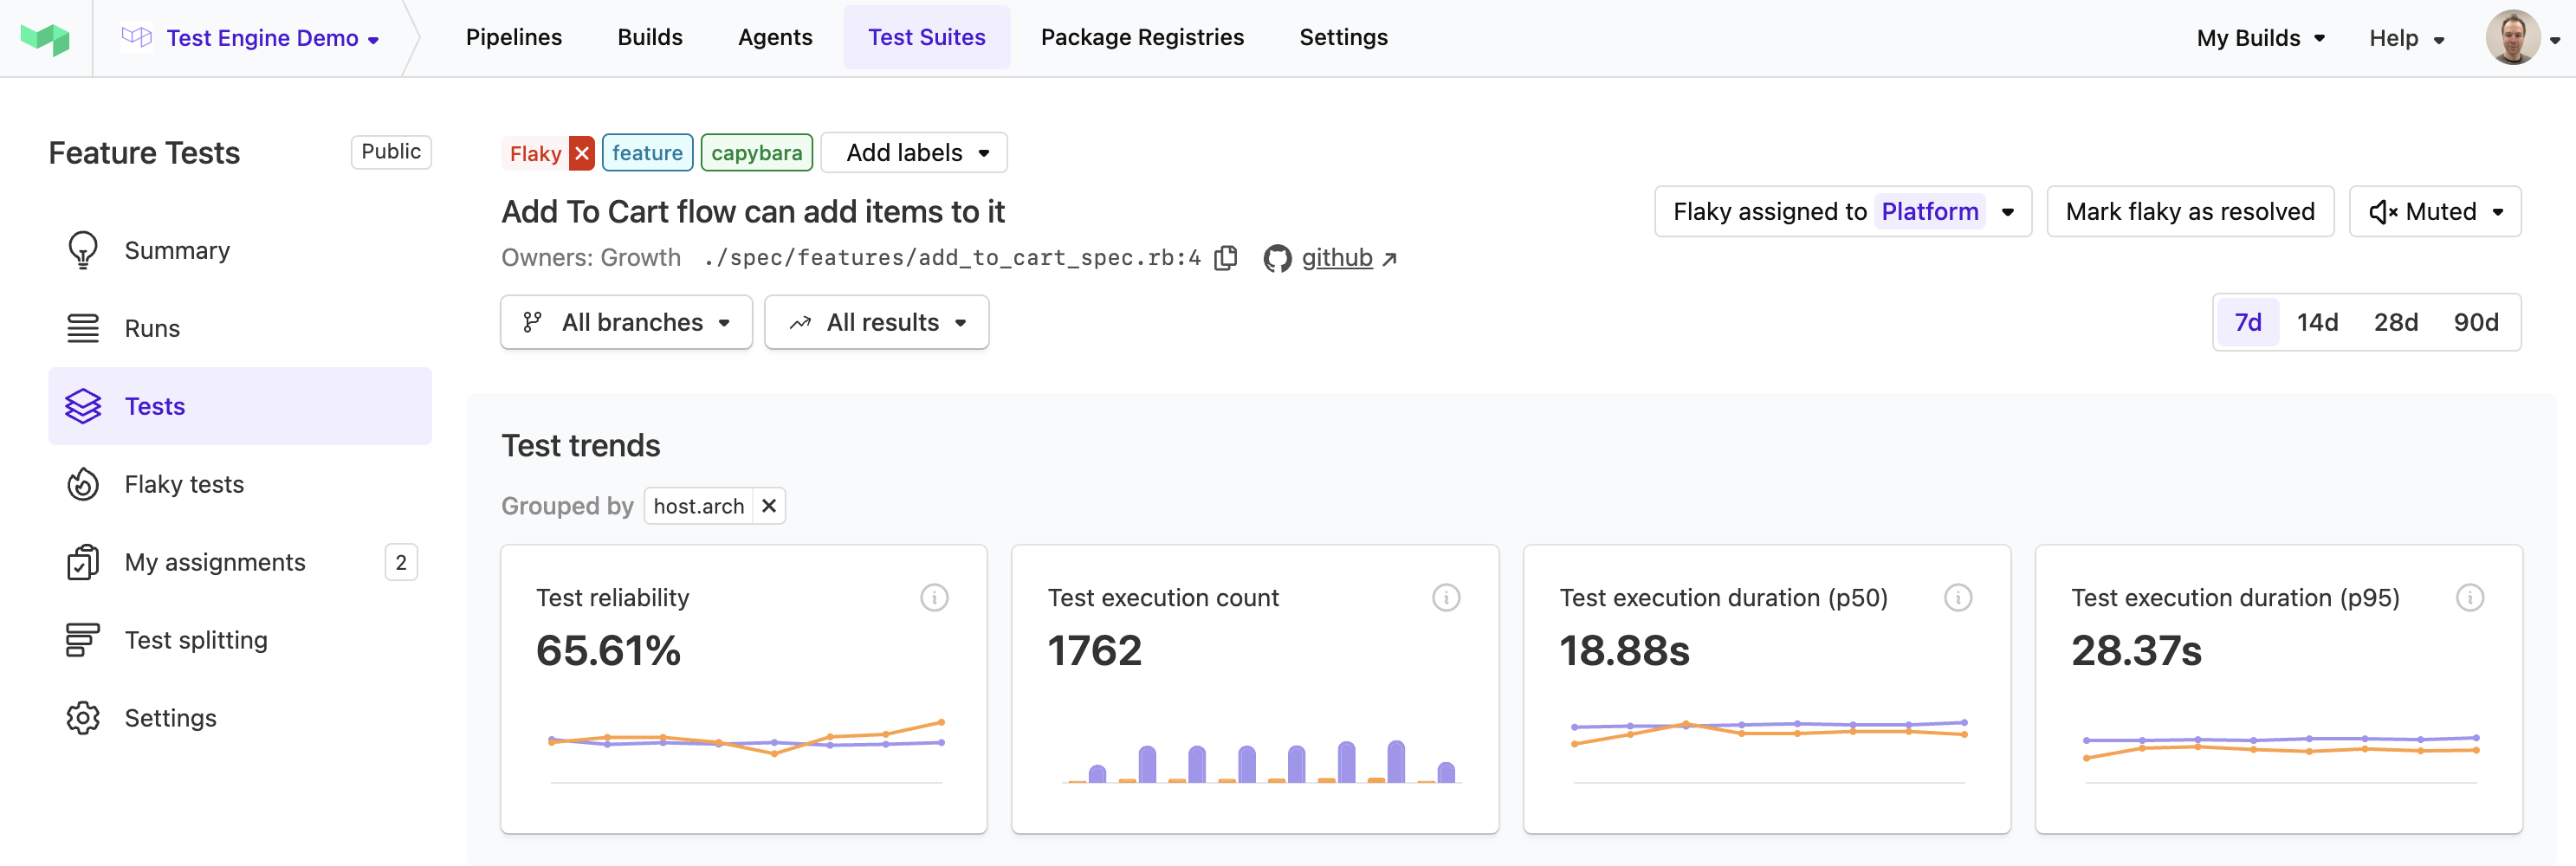 Test Engine Demo
Pipelines
Builds
Agents
Test Suites
Package Registries
Settings
My Builds
Help
Feature Tests
Public
Summary
Runs
Tests
Flaky tests
My assignments
2
Test splitting
Settings
Flaky
feature
capybara
Add labels
Add To Cart flow can add items to it
Owners: Growth ./spec/features/add_to_cart_spec.rb:4 github
Flaky assigned to Platform
Mark flaky as resolved
Muted
All branches
All results
7d 14d 28d 90d
Test trends
Grouped by host.arch
Test reliability
65.61%
Test execution count
1762
Test execution duration (p50)
18.88s
Test execution duration (p95)
28.37s